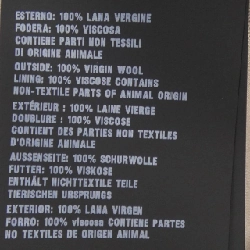 ESTERNO: 100% LANA VERGINE
FODERA: 100% VISCOSA
CONTIENE PARTI NON TESSILI
DI ORIGINE ANIMALE
OUTSIDE: 100% VIRGIN WOOL
LINING: 100% VISCOSE CONTAINS
NON-TEXTILE PARTS OF ANIMAL ORIGIN
EXTÉRIEUR : 100% LAINE VIERGE
DOUBLURE : 100% VISCOSE
CONTIENT DES PARTIES NON TEXTILES
D'ORIGINE ANIMALE
AUSSENSEITE: 100% SCHURWOLLE
FUTTER: 100% VISKOSE
ENTHÄLT NICHTTEXTILE TEILE
TIERISCHEN URSPRUNGS
EXTERIOR: 100% LANA VIRGEN
FORRO: 100% viscosa CONTIENE PARTES
NO TEXTILES DE ORIGEN ANIMAL